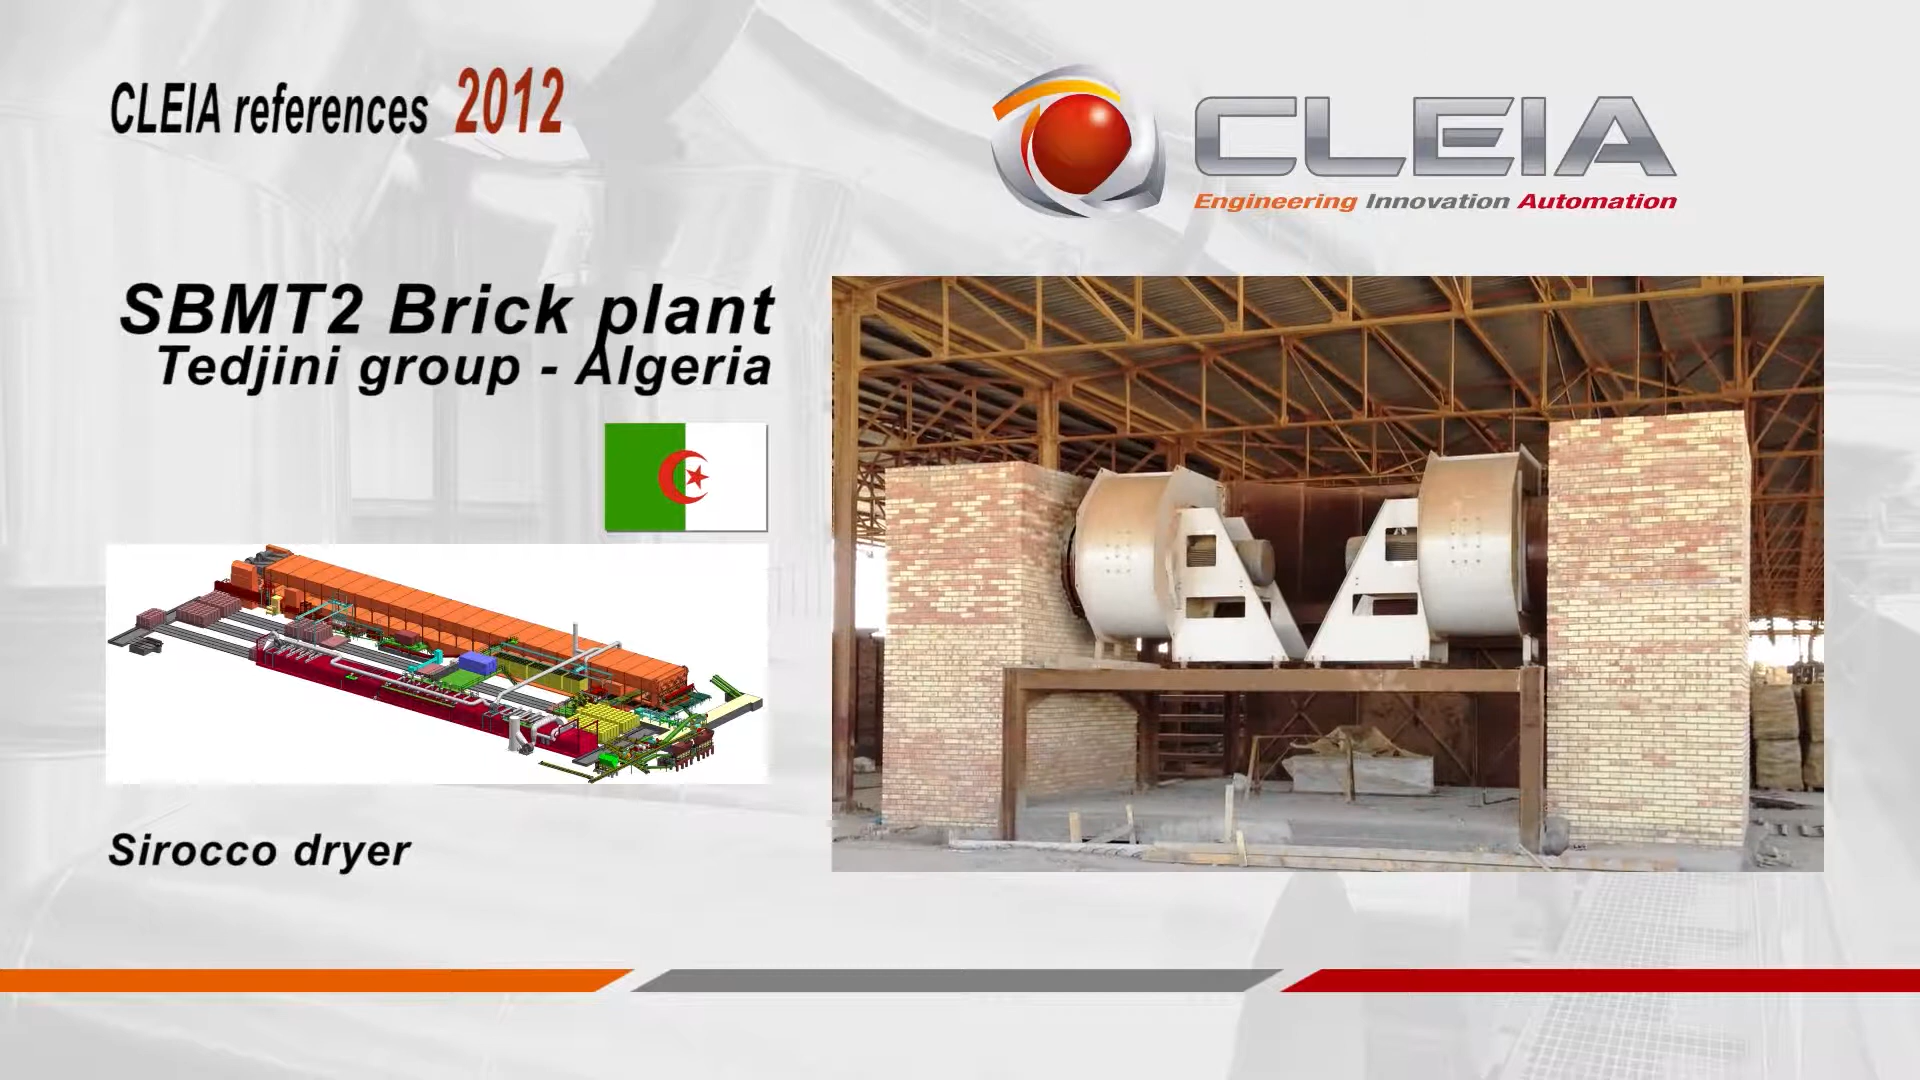 CLEIA references 2012
CLEIA
Engineering Innovation Automation
SBMT2 Brick plant
Tedjini group - Algeria
Sirocco dryer